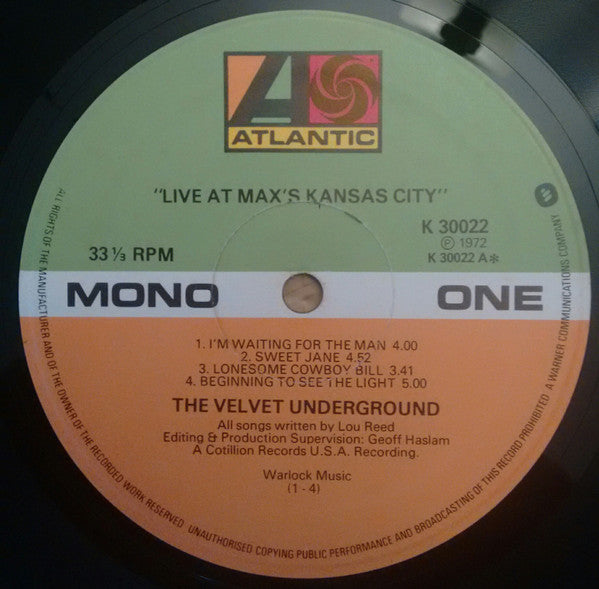 ATLANTIC
"LIVE AT MAX'S KANSAS CITY"
K 30022
℗ 1972
33⅓ RPM
K 30022 A*
MONO ONE
1. I'M WAITING FOR THE MAN 4.00
2. SWEET JANE 4.52
3. LONESOME COWBOY BILL 3.41
4. BEGINNING TO SEE THE LIGHT 5.00
THE VELVET UNDERGROUND
All songs written by Lou Reed
Editing & Production Supervision: Geoff Haslam
A Cotillion Records U.S.A. Recording.
Warlock Music
(1-4)
ALL RIGHTS OF THE MANUFACTURER AND OF THE OWNER OF THE RECORDED WORK RESERVED UNAUTHORISED COPYING PUBLIC PERFORMANCE AND BROADCASTING OF THIS RECORD PROHIBITED A WARNER COMMUNICATIONS COMPANY